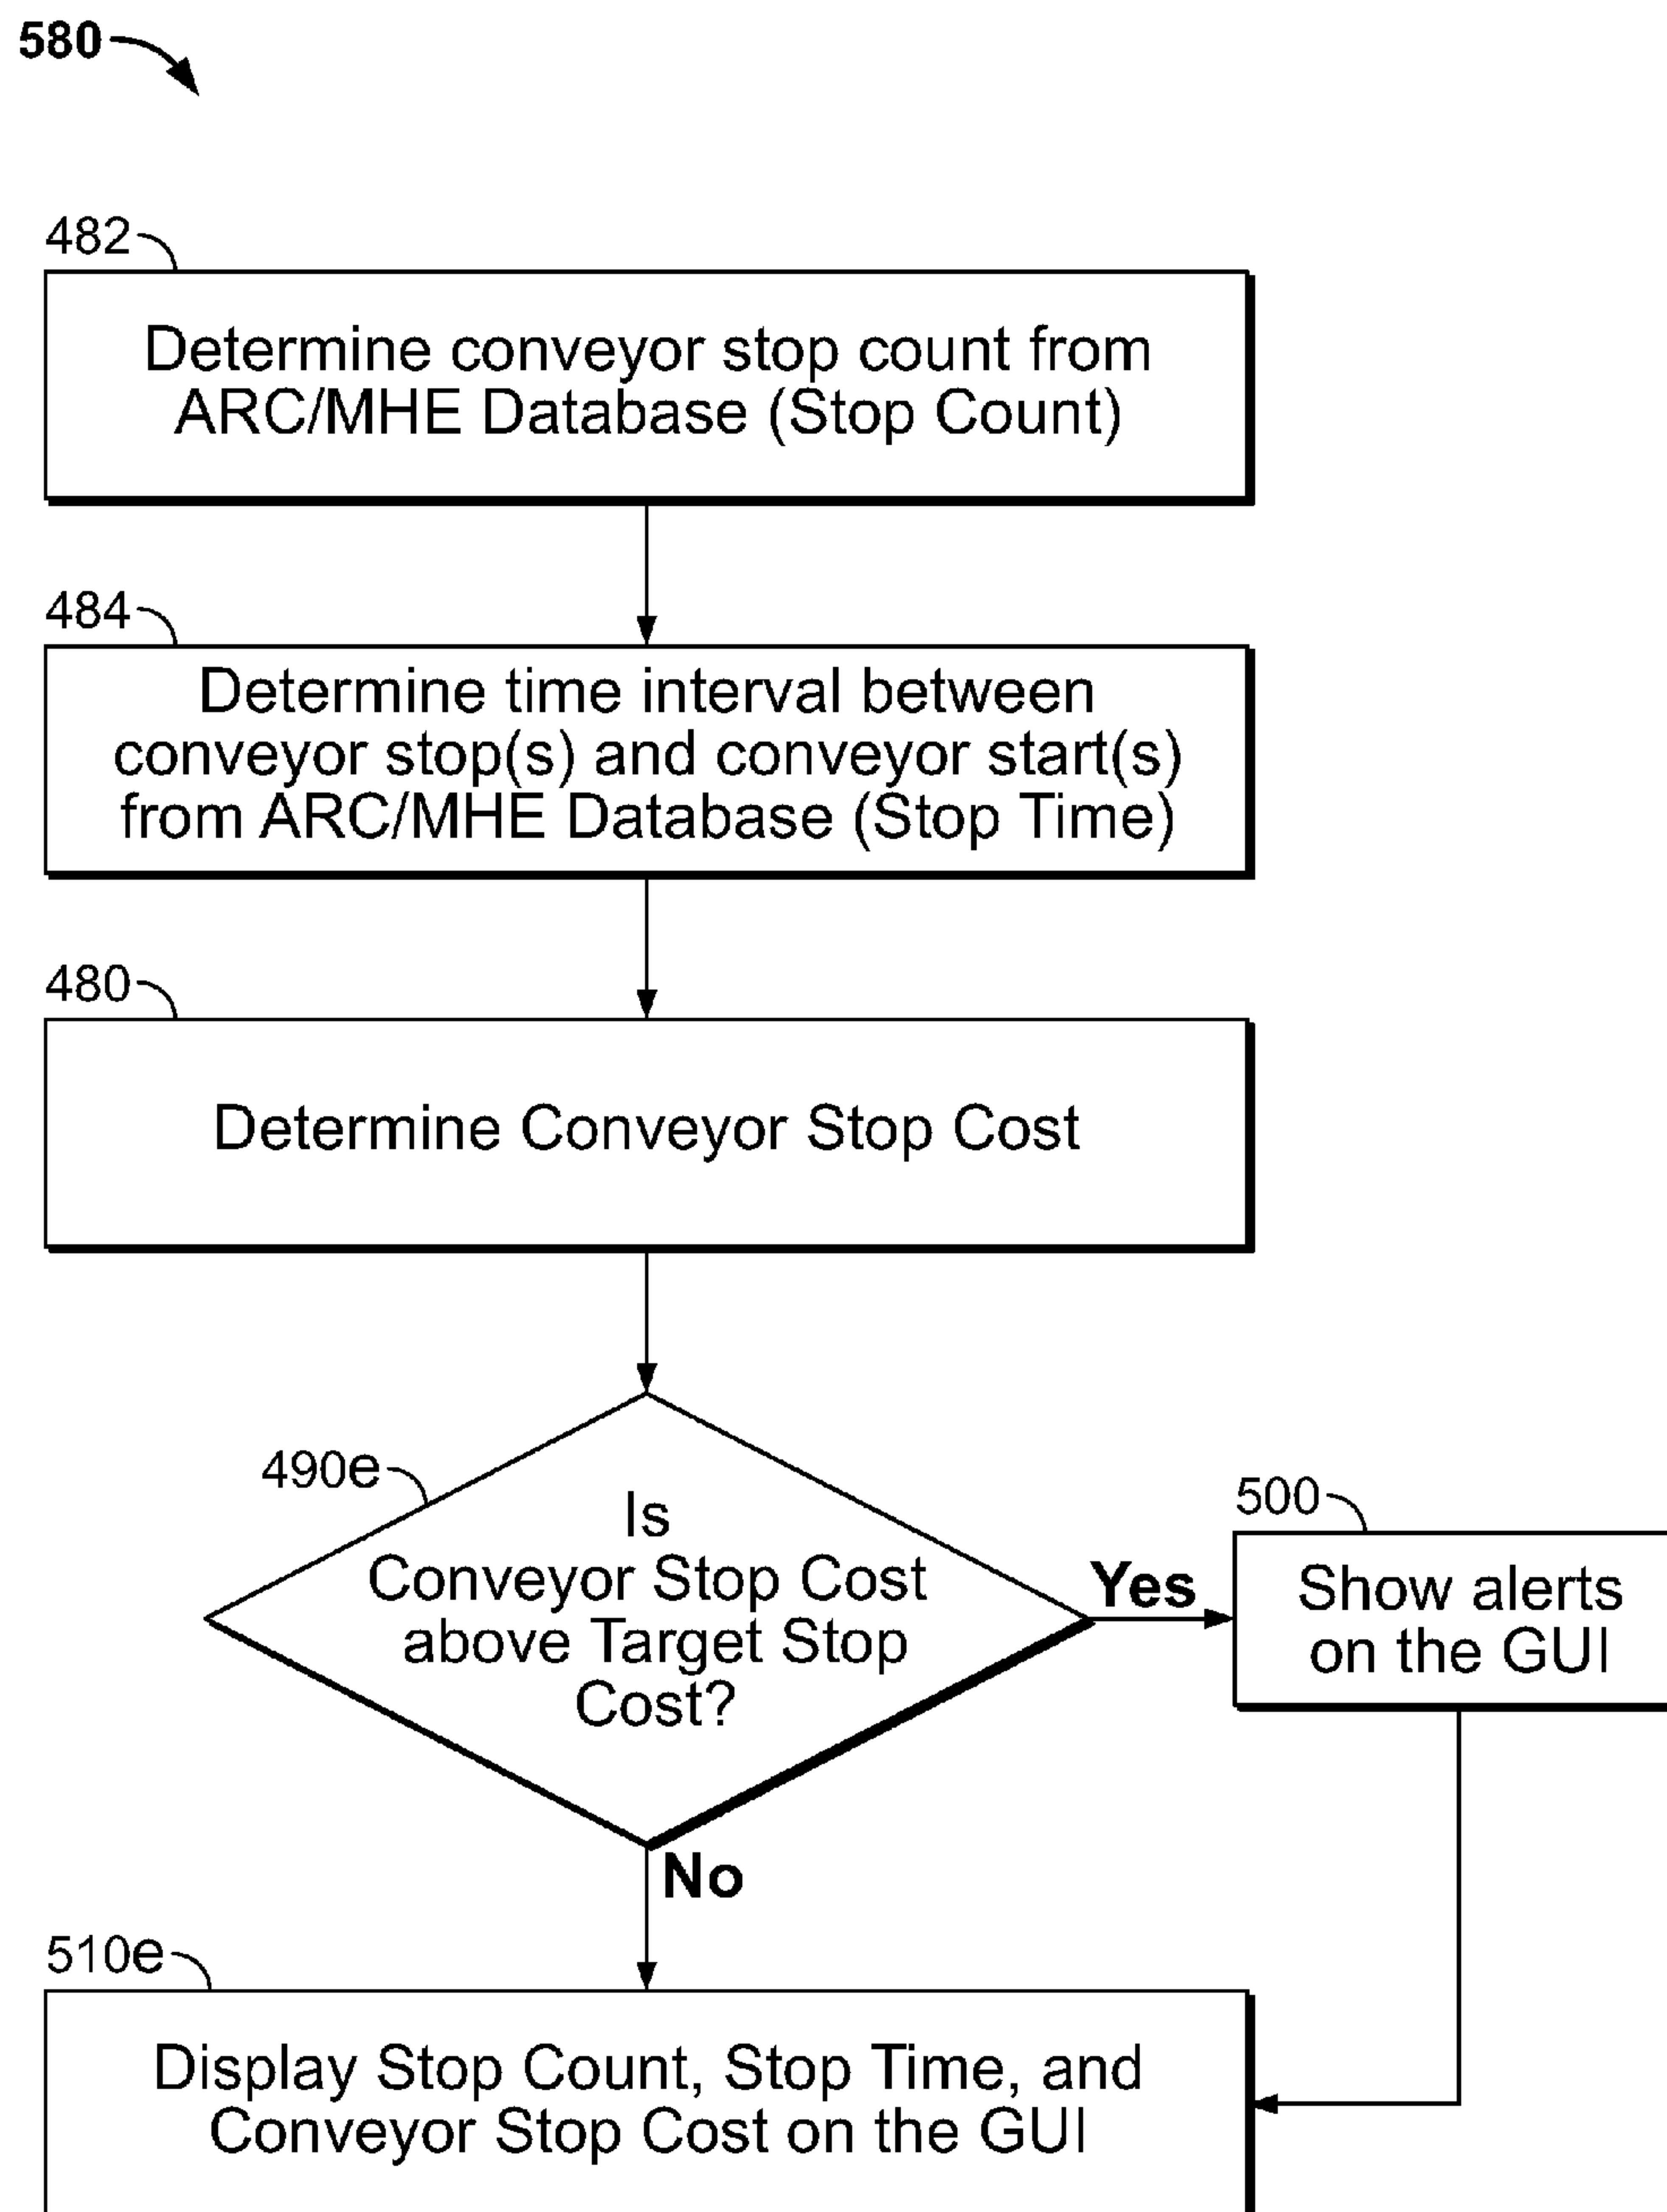 580
482
Determine conveyor stop count from
ARC/MHE Database (Stop Count)
484
Determine time interval between
conveyor stop(s) and conveyor start(s)
from ARC/MHE Database (Stop Time)
480
Determine Conveyor Stop Cost
490e
Is
Conveyor Stop Cost
above Target Stop
Cost?
Yes
500
Show alerts
on the GUI
No
510e
Display Stop Count, Stop Time, and
Conveyor Stop Cost on the GUI